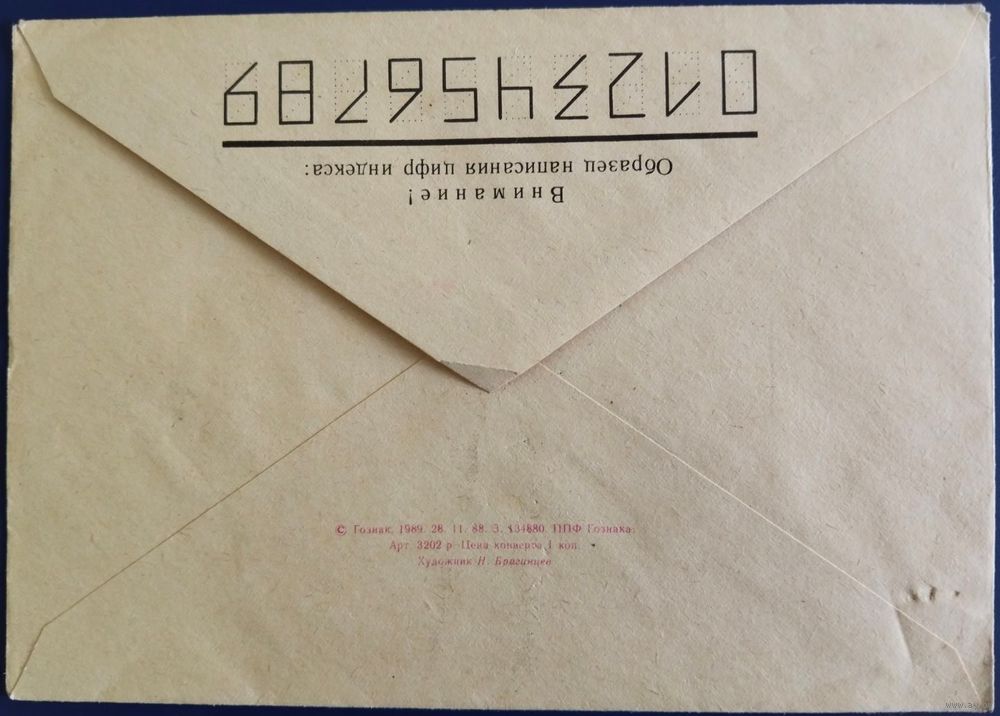 Внимание!
Образец написания цифр индекса:
0123456789
© Гознак, 1989. 28. 11. 88. З. 134880. ППФ Гознака.
Арт. 3202 р. Цена конверта 1 коп.
Художник Н. Брагинцев